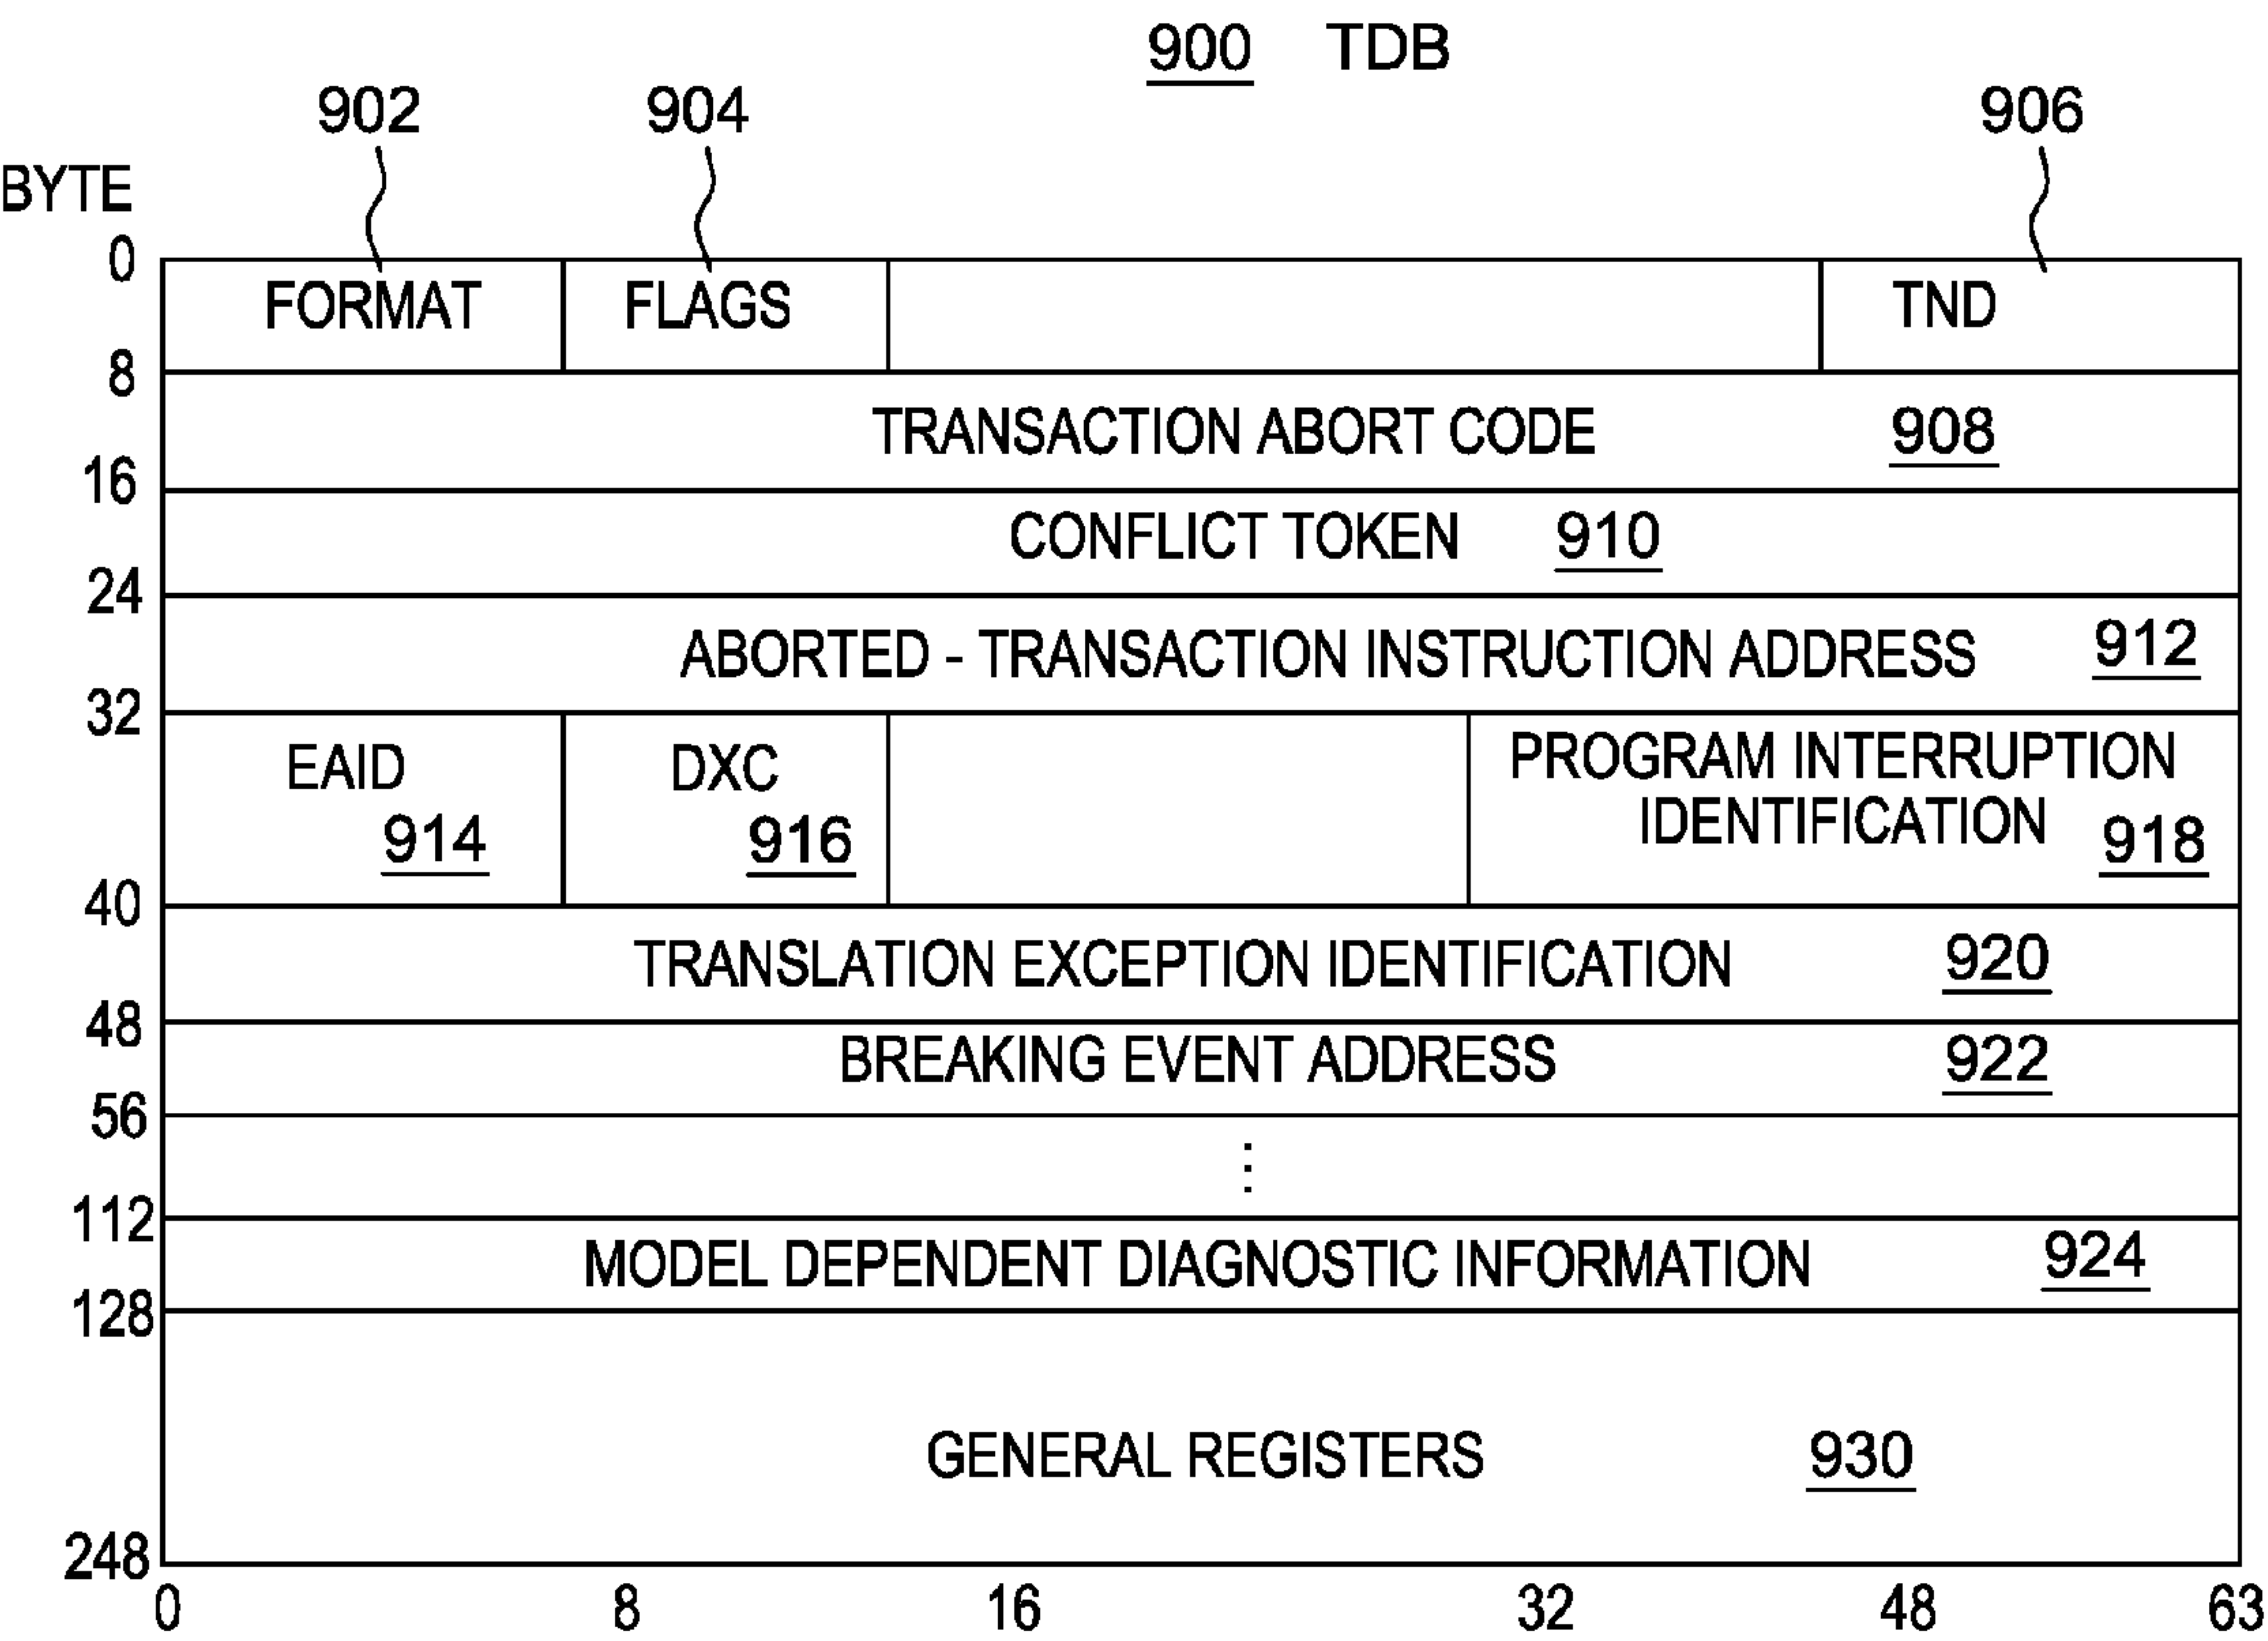 900 TDB
902 904 906
BYTE
0
FORMAT FLAGS TND
8
TRANSACTION ABORT CODE 908
16
CONFLICT TOKEN 910
24
ABORTED - TRANSACTION INSTRUCTION ADDRESS 912
32
EAID DXC PROGRAM INTERRUPTION
IDENTIFICATION
914 916 918
40
TRANSLATION EXCEPTION IDENTIFICATION 920
48
BREAKING EVENT ADDRESS 922
56
⋮
112
MODEL DEPENDENT DIAGNOSTIC INFORMATION 924
128
GENERAL REGISTERS 930
248
0 8 16 32 48 63